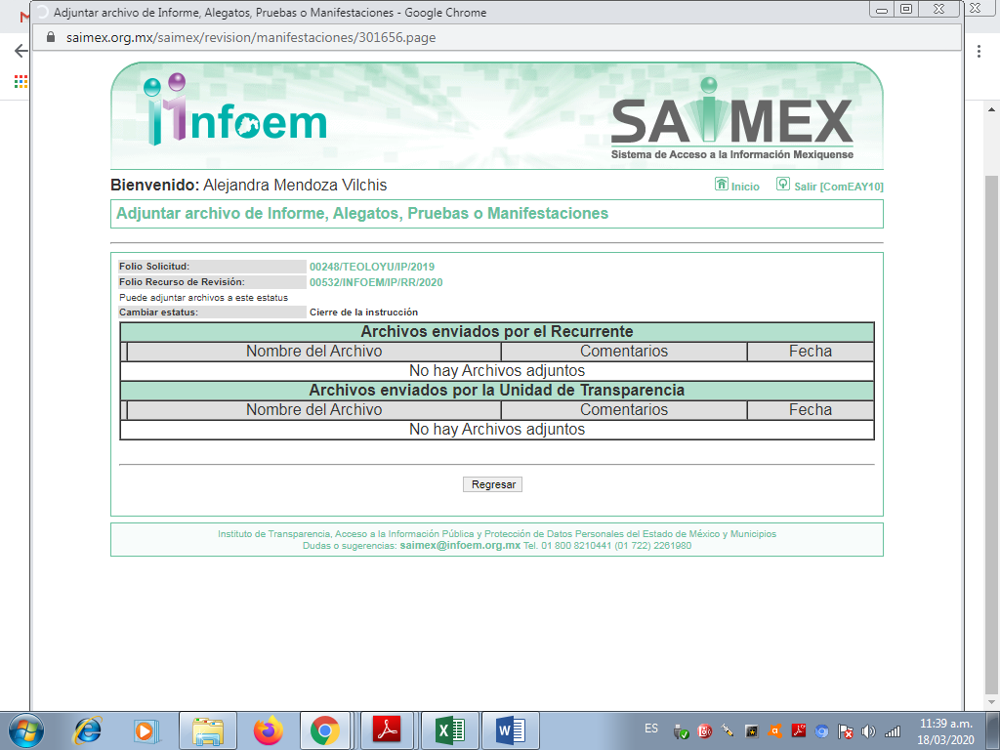 Adjuntar archivo de Informe, Alegatos, Pruebas o Manifestaciones - Google Chrome
saimex.org.mx/saimex/revision/manifestaciones/301656.page
infoem
SAIMEX
Sistema de Acceso a la Información Mexiquense
Bienvenido: Alejandra Mendoza Vilchis
Inicio Salir [ComEAY10]
Adjuntar archivo de Informe, Alegatos, Pruebas o Manifestaciones
Folio Solicitud: 00248/TEOLOYU/IP/2019
Folio Recurso de Revisión: 00532/INFOEM/IP/RR/2020
Puede adjuntar archivos a este estatus
Cambiar estatus: Cierre de la instrucción
Archivos enviados por el Recurrente
Nombre del Archivo Comentarios Fecha
No hay Archivos adjuntos
Archivos enviados por la Unidad de Transparencia
Nombre del Archivo Comentarios Fecha
No hay Archivos adjuntos
Regresar
Instituto de Transparencia, Acceso a la Información Pública y Protección de Datos Personales del Estado de México y Municipios
Dudas o sugerencias: saimex@infoem.org.mx Tel. 01 800 8210441 (01 722) 2261980
ES
11:39 a.m.
18/03/2020